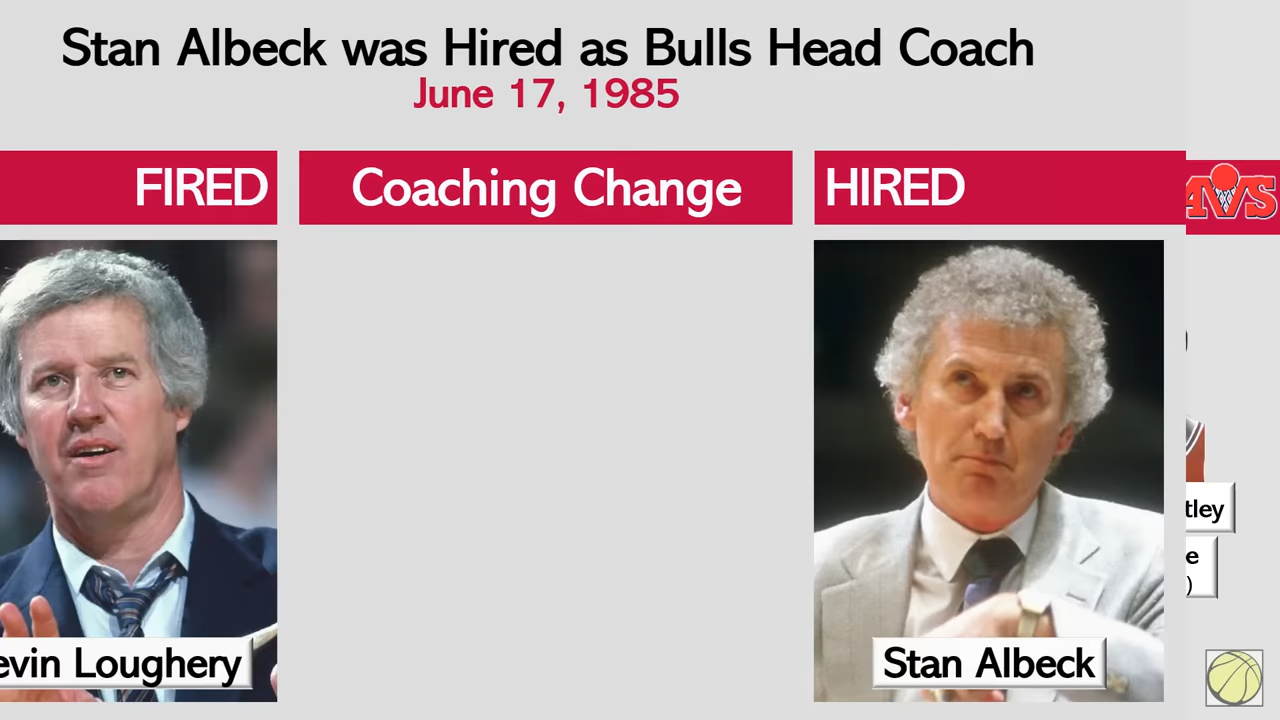 Stan Albeck was Hired as Bulls Head Coach
June 17, 1985
FIRED
Coaching Change
HIRED
AVS
evin Loughery
Stan Albeck
tley
e
)